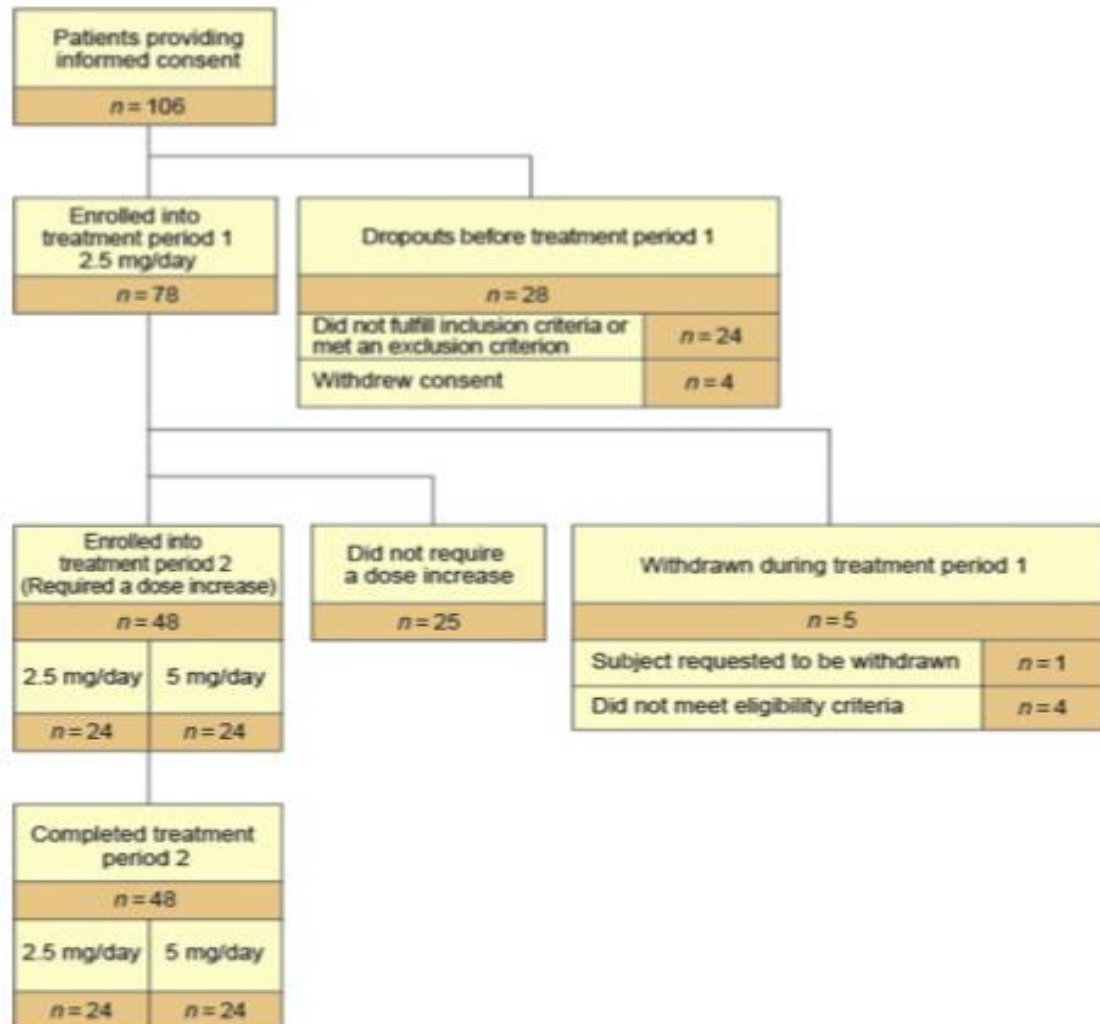 Patients providing
informed consent
n = 106
Enrolled into
treatment period 1
2.5 mg/day
n = 78
Dropouts before treatment period 1
n = 28
Did not fulfill inclusion criteria or
met an exclusion criterion
n = 24
Withdrew consent
n = 4
Enrolled into
treatment period 2
(Required a dose increase)
n = 48
2.5 mg/day
5 mg/day
n = 24
n = 24
Did not require
a dose increase
n = 25
Withdrawn during treatment period 1
n = 5
Subject requested to be withdrawn
n = 1
Did not meet eligibility criteria
n = 4
Completed treatment
period 2
n = 48
2.5 mg/day
5 mg/day
n = 24
n = 24